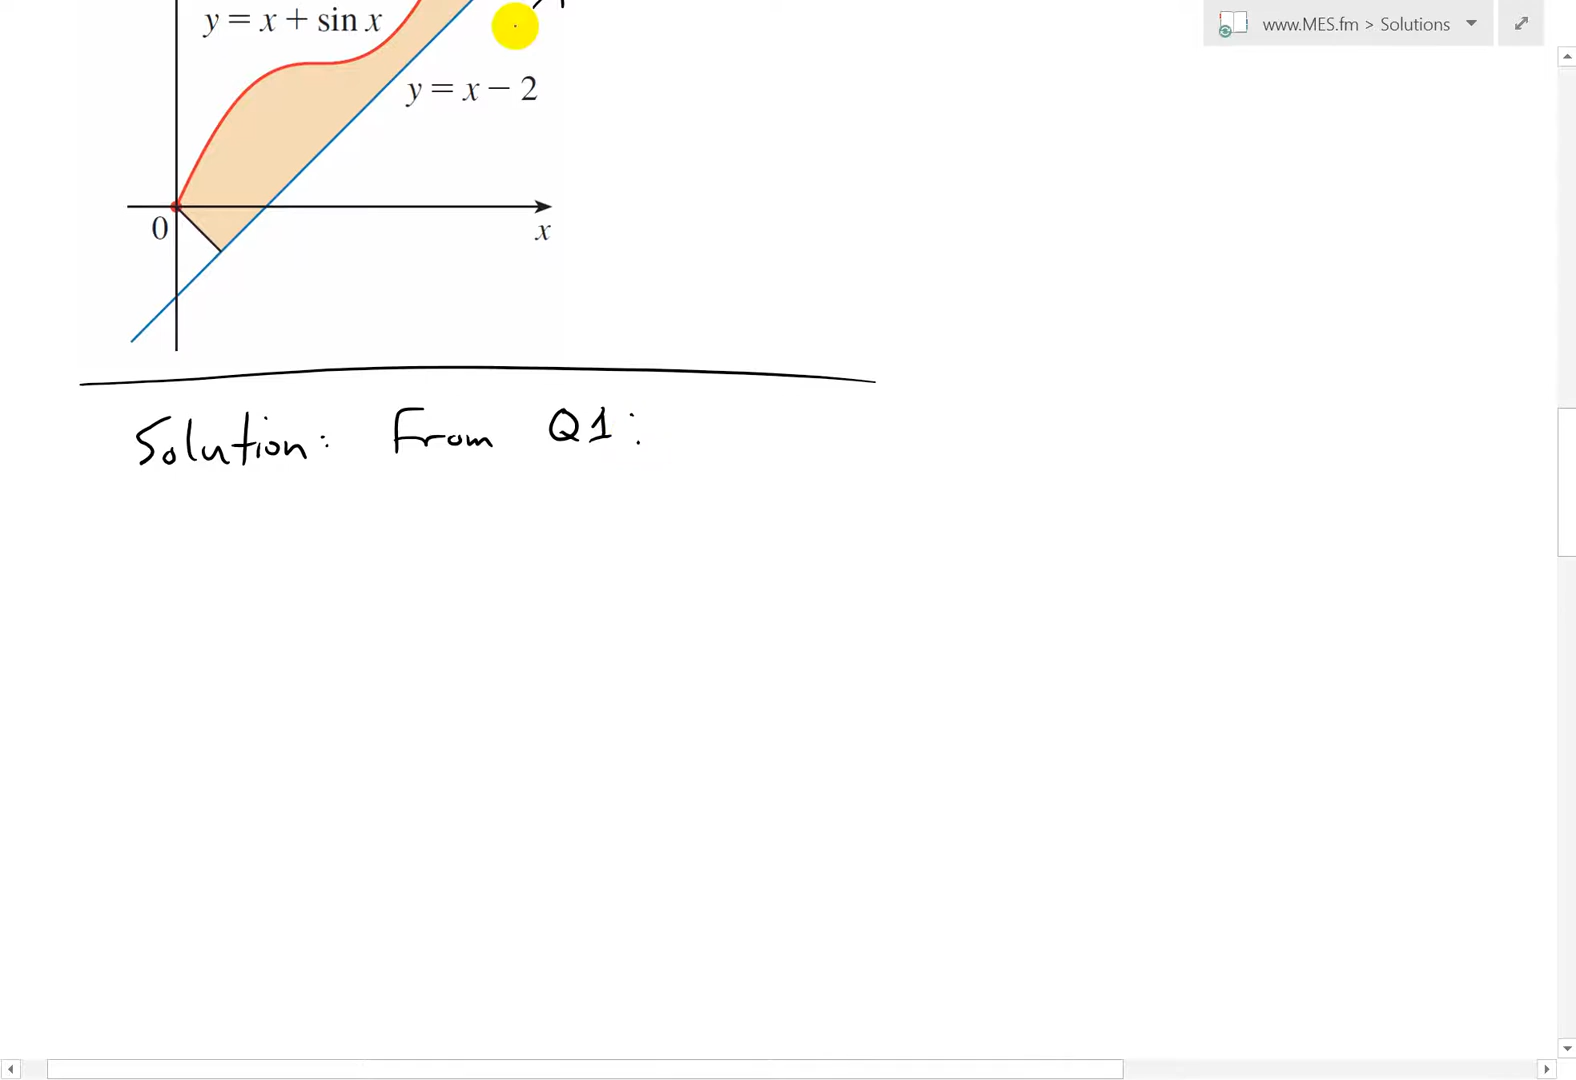 y = x + sin x
www.MES.fm > Solutions
y = x − 2
0
x
Solution: From Q1: